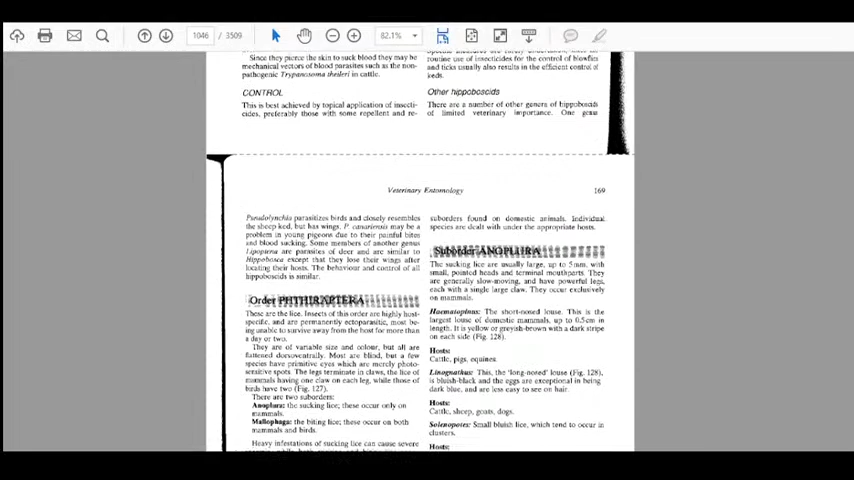 1046 / 3509
82.1%
Since they pierce the skin to suck blood they may be
mechanical vectors of blood parasites such as the non-
pathogenic Trypanosoma theileri in cattle.
CONTROL
This is best achieved by topical application of insecti-
cides, preferably those with some repellent and re-
routine use of insecticides for the control of blowflies
and ticks usually also results in the efficient control of
keds.
Other hippoboscids
There are a number of other genera of hippoboscids
of limited veterinary importance. One genus
Veterinary Entomology
169
Pseudolynchia parasitizes birds and closely resembles
the sheep ked, but has wings. P. canariensis may be a
problem in young pigeons due to their painful bites
and blood sucking. Some members of another genus
Lipoptena are parasites of deer and are similar to
Hippobosca except that they lose their wings after
locating their hosts. The behaviour and control of all
hippoboscids is similar.
Order PHTHIRAPTERA
These are the lice. Insects of this order are highly host-
specific, and are permanently ectoparasitic, most be-
ing unable to survive away from the host for more than
a day or two.
They are of variable size and colour, but all are
flattened dorsoventrally. Most are blind, but a few
species have primitive eyes which are merely photo-
sensitive spots. The legs terminate in claws, the lice of
mammals having one claw on each leg, while those of
birds have two (Fig. 127).
There are two suborders:
Anoplura: the sucking lice; these occur only on
mammals.
Mallophaga: the biting lice; these occur on both
mammals and birds.
Heavy infestations of sucking lice can cause severe
suborders found on domestic animals. Individual
species are dealt with under the appropriate hosts.
Suborder ANOPLURA
The sucking lice are usually large, up to 5mm, with
small, pointed heads and terminal mouthparts. They
are generally slow-moving, and have powerful legs,
each with a single large claw. They occur exclusively
on mammals.
Haematopinus: The short-nosed louse. This is the
largest louse of domestic mammals, up to 0.5cm in
length. It is yellow or greyish-brown with a dark stripe
on each side (Fig. 128).
Hosts:
Cattle, pigs, equines.
Linognathus: This, the 'long-nosed' louse (Fig. 128),
is bluish-black and the eggs are exceptional in being
dark blue, and are less easy to see on hair.
Hosts:
Cattle, sheep, goats, dogs.
Solenopotes: Small bluish lice, which tend to occur in
clusters.
Hosts: